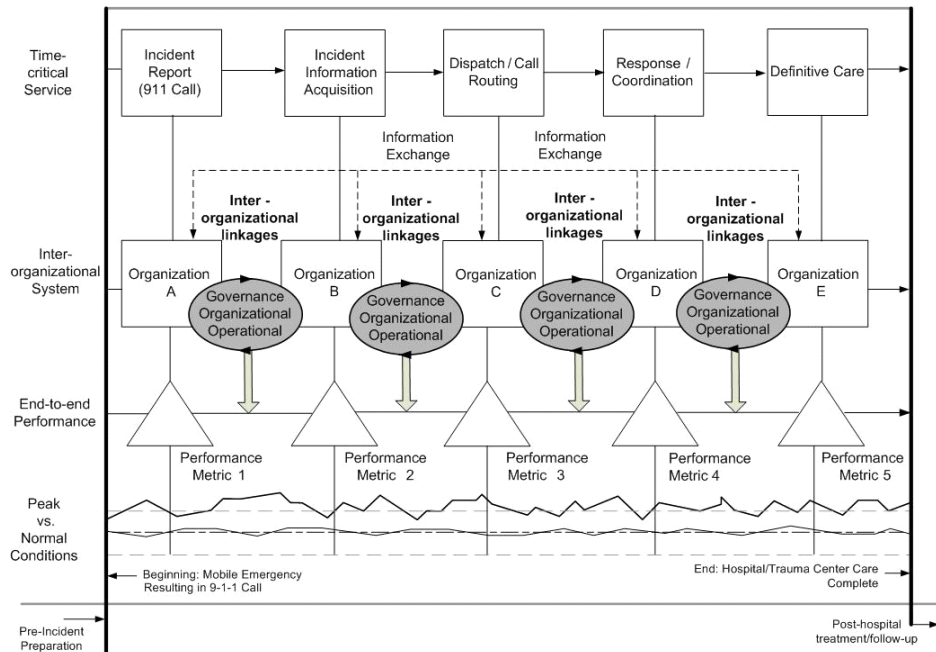 Time-
critical
Service
Incident
Report
(911 Call)
Incident
Information
Acquisition
Dispatch / Call
Routing
Response /
Coordination
Definitive Care
Information
Exchange
Information
Exchange
Inter -
organizational
linkages
Inter -
organizational
linkages
Inter -
organizational
linkages
Inter -
organizational
linkages
Inter-
organizational
System
Organization
A
Organization
B
Organization
C
Organization
D
Organization
E
Governance
Organizational
Operational
Governance
Organizational
Operational
Governance
Organizational
Operational
Governance
Organizational
Operational
End-to-end
Performance
Performance
Metric 1
Performance
Metric 2
Performance
Metric 3
Performance
Metric 4
Performance
Metric 5
Peak
vs.
Normal
Conditions
Beginning: Mobile Emergency
Resulting in 9-1-1 Call
End: Hospital/Trauma Center Care
Complete
Pre-Incident
Preparation
Post-hospital
treatment/follow-up